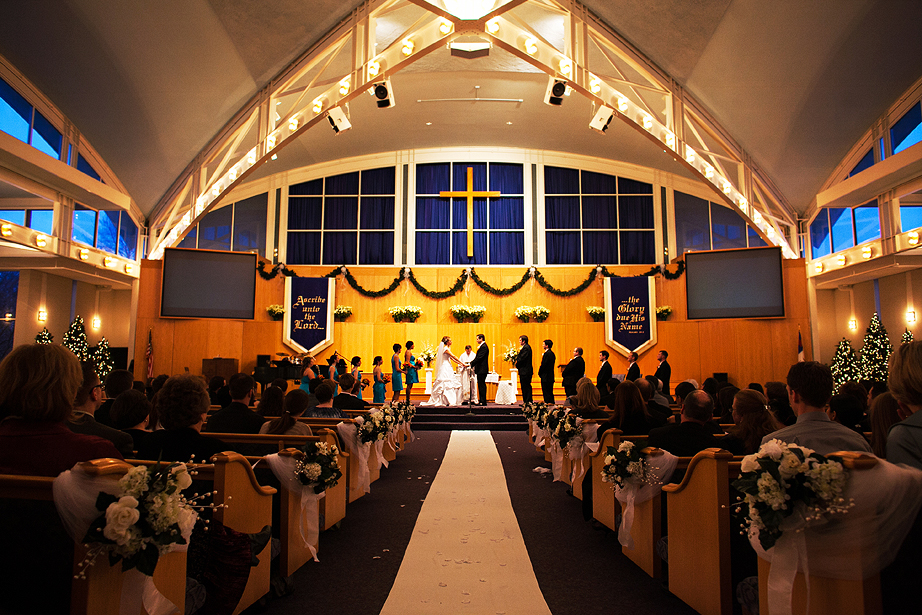 Ascribe
unto
the
Lord...
...the
Glory
due His
Name